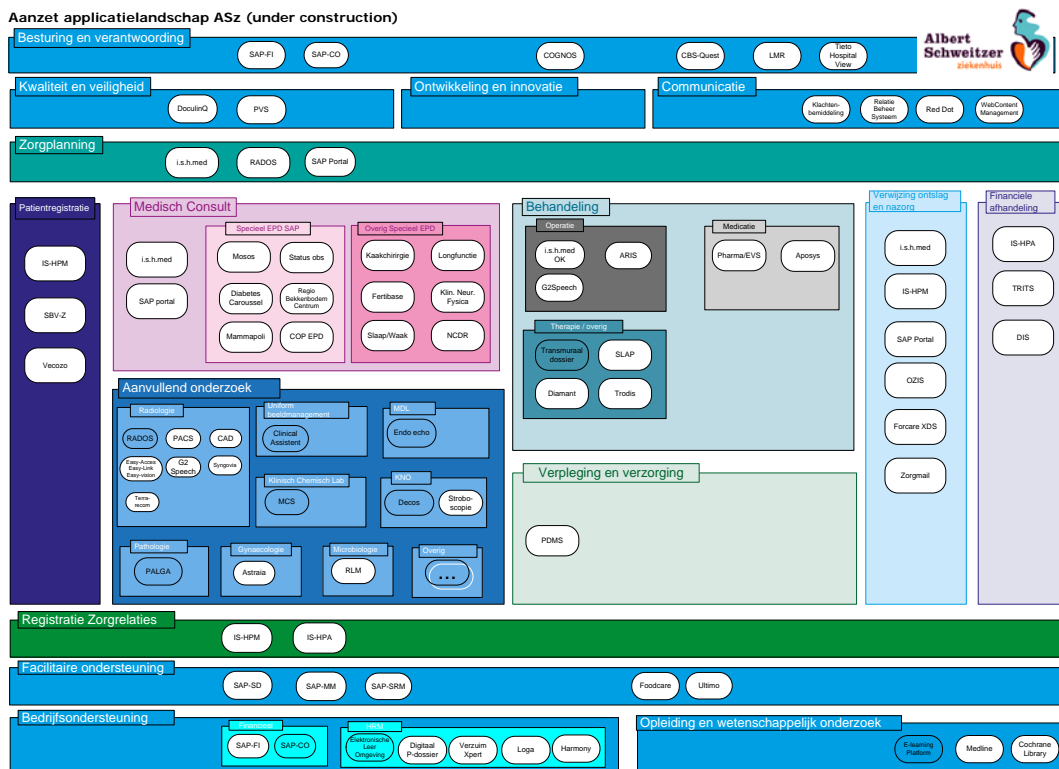 Aanzet applicatielandschap ASz (under construction)
Albert
Schweitzer
ziekenhuis
Besturing en verantwoording
SAP-FI
SAP-CO
COGNOS
CBS-Quest
LMR
Tieto
Hospital
View
Kwaliteit en veiligheid
DoculinQ
PVS
Ontwikkeling en innovatie
Communicatie
Klachten-
bemiddeling
Relatie
Beheer
Systeem
Red Dot
WebContent
Management
Zorgplanning
i.s.h.med
RADOS
SAP Portal
Patientregistratie
IS-HPM
SBV-Z
Vecozo
Medisch Consult
i.s.h.med
SAP portal
Specieel EPD SAP
Mosos
Status obs
Diabetes
Caroussel
Regio
Bekkenbodem
Centrum
Mammapoli
COP EPD
Overig Specieel EPD
Kaakchirirgie
Longfunctie
Fertibase
Klin. Neur.
Fysica
Slaap/Waak
NCDR
Aanvullend onderzoek
Radiologie
RADOS
PACS
CAD
Easy-Acces
Easy-Link
Easy-vision
G2
Speech
Syngovia
Terra-
recom
Uniform
beeldmanagement
Clinical
Assistent
MDL
Endo echo
Klinisch Chemisch Lab
MCS
KNO
Decos
Strobo-
scopie
Pathologie
PALGA
Gynaecologie
Astraia
Microbiologie
RLM
Overig
...
Behandeling
Operatie
i.s.h.med
OK
ARIS
G2Speech
Medicatie
Pharma/EVS
Aposys
Therapie / overig
Transmuraal
dossier
SLAP
Diamant
Trodis
Verpleging en verzorging
PDMS
Verwijzing ontslag
en nazorg
i.s.h.med
IS-HPM
SAP Portal
OZIS
Forcare XDS
Zorgmail
Financiele
afhandeling
IS-HPA
TRITS
DIS
Registratie Zorgrelaties
IS-HPM
IS-HPA
Facilitaire ondersteuning
SAP-SD
SAP-MM
SAP-SRM
Foodcare
Ultimo
Bedrijfsondersteuning
Financieel
SAP-FI
SAP-CO
HRM
Elektronische
Leer
Omgeving
Digitaal
P-dossier
Verzuim
Xpert
Loga
Harmony
Opleiding en wetenschappelijk onderzoek
E-learning
Platform
Medline
Cochrane
Library